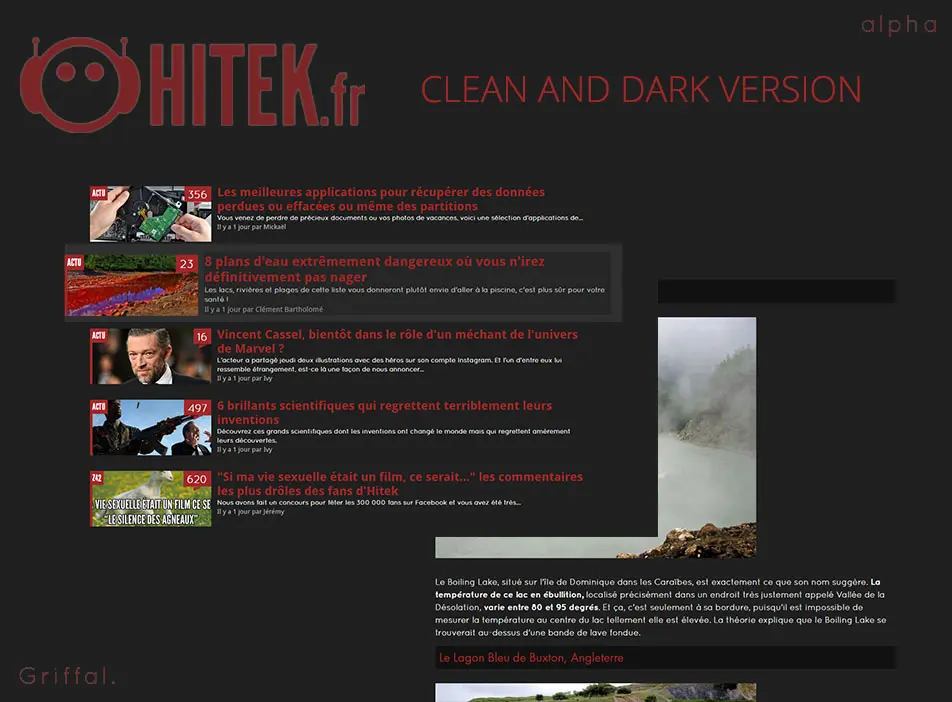 alpha
HITEK.fr
CLEAN AND DARK VERSION
ACTU
356
Les meilleures applications pour récupérer des données
perdues ou effacées ou même des partitions
Vous venez de perdre de précieux documents ou vos photos de vacances, voici une sélection d'applications de...
Il y a 1 jour par Mickaël
ACTU
23
8 plans d'eau extrêmement dangereux où vous n'irez
définitivement pas nager
Les lacs, rivières et plages de cette liste vous donneront plutôt envie d'aller à la piscine, c'est plus sûr pour votre
santé !
Il y a 1 jour par Clément Bartholomé
ACTU
16
Vincent Cassel, bientôt dans le rôle d'un méchant de l'univers
de Marvel ?
L'acteur a partagé jeudi deux illustrations avec des héros sur son compte Instagram. Et l'un d'entre eux lui
ressemble étrangement, est-ce là une façon de nous annoncer...
Il y a 1 jour par Ivy
ACTU
497
6 brillants scientifiques qui regrettent terriblement leurs
inventions
Découvrez ces grands scientifiques dont les inventions ont changé le monde mais qui regrettent amèrement
leurs découvertes.
Il y a 1 jour par Ivy
Z42
620
VIE SEXUELLE ÉTAIT UN FILM CE SE
"LE SILENCE DES AGNEAUX"
"Si ma vie sexuelle était un film, ce serait..." les commentaires
les plus drôles des fans d'Hitek
Nous avons fait un concours pour fêter les 300 000 fans sur Facebook et vous avez été très...
Il y a 1 jour par Jérémy
Le Boiling Lake, situé sur l'île de Dominique dans les Caraïbes, est exactement ce que son nom suggère. La
température de ce lac en ébullition, localisé précisément dans un endroit très justement appelé Vallée de la
Désolation, varie entre 80 et 95 degrés. Et ça, c'est seulement à sa bordure, puisqu'il est impossible de
mesurer la température au centre du lac tellement elle est élevée. La théorie explique que le Boiling Lake se
trouverait au-dessus d'une bande de lave fondue.
Le Lagon Bleu de Buxton, Angleterre
Griffal.